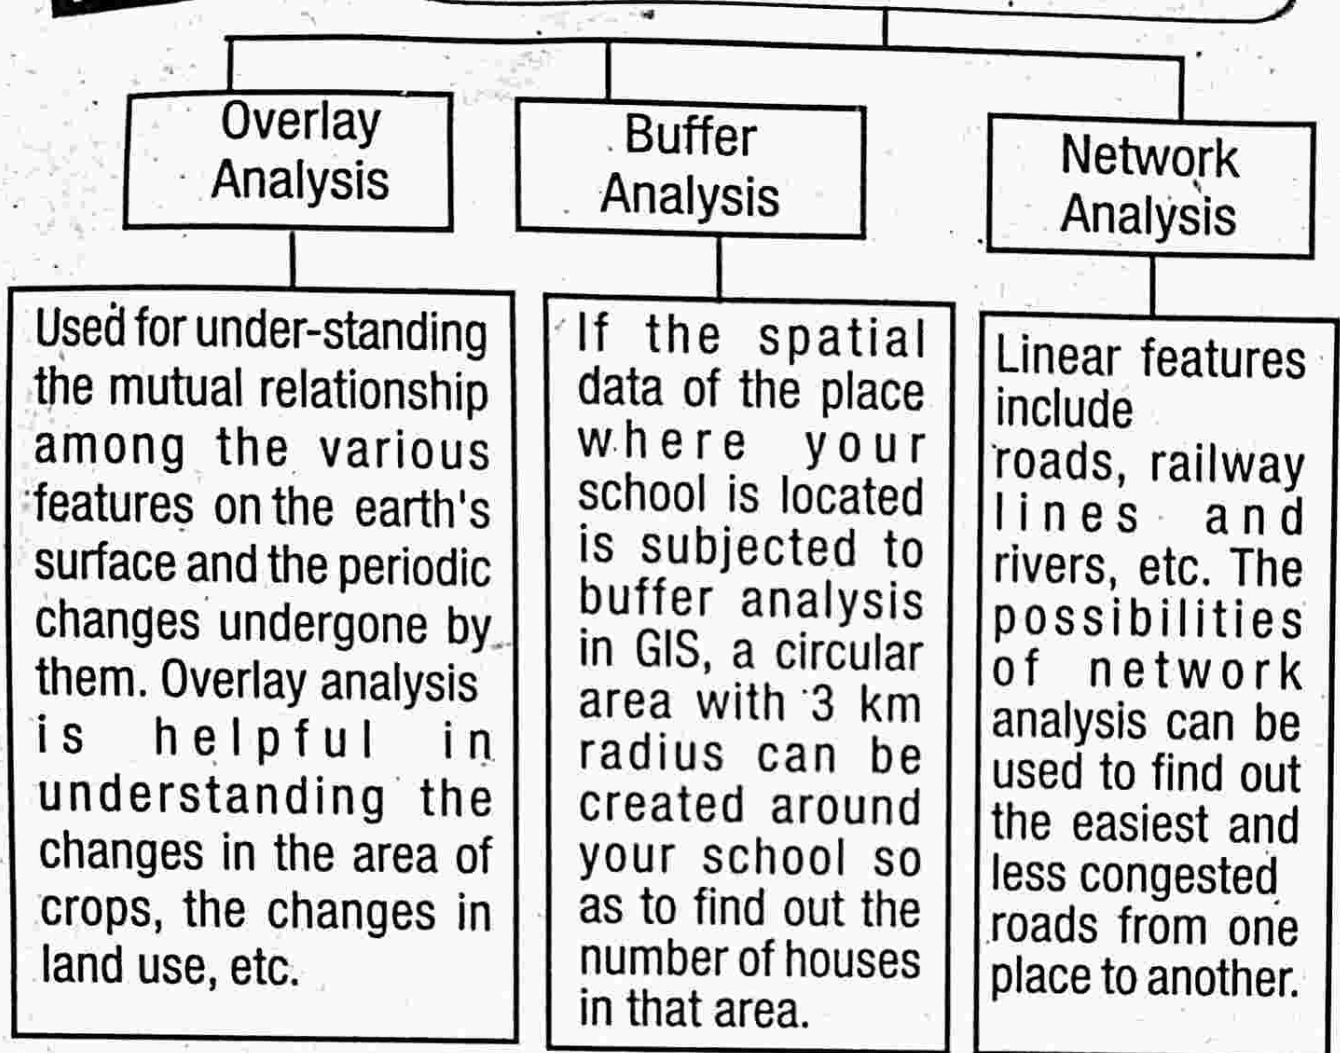 Overlay
Analysis
Buffer
Analysis
Network
Analysis
Used for under-standing
the mutual relationship
among the various
features on the earth's
surface and the periodic
changes undergone by
them. Overlay analysis
is helpful in
understanding the
changes in the area of
crops, the changes in
land use, etc.
If the spatial
data of the place
where your
school is located
is subjected to
buffer analysis
in GIS, a circular
area with 3 km
radius can be
created around
your school so
as to find out the
number of houses
in that area.
Linear features
include
roads, railway
lines and
rivers, etc. The
possibilities
of network
analysis can be
used to find out
the easiest and
less congested
roads from one
place to another.